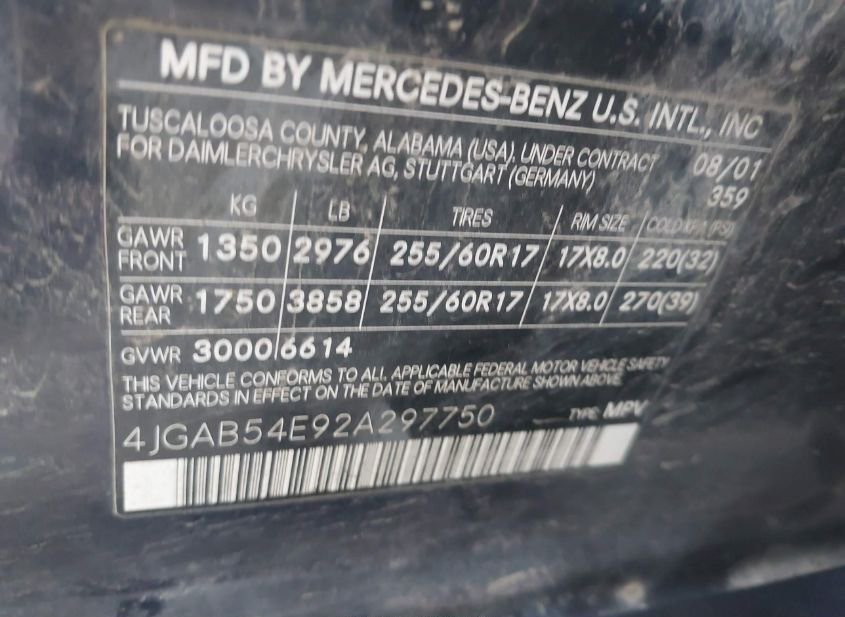 MFD BY MERCEDES-BENZ U.S. INTL., INC
TUSCALOOSA COUNTY, ALABAMA (USA), UNDER CONTRACT 08/01
FOR DAIMLERCHRYSLER AG, STUTTGART (GERMANY) 359
KG LB TIRES RIM SIZE COLD KPA (PSI)
GAWR FRONT 1350 2976 255/60R17 17X8.0 220(32)
GAWR REAR 1750 3858 255/60R17 17X8.0 270(39)
GVWR 3000 6614
THIS VEHICLE CONFORMS TO ALL APPLICABLE FEDERAL MOTOR VEHICLE SAFETY
STANDARDS IN EFFECT ON THE DATE OF MANUFACTURE SHOWN ABOVE.
4JGAB54E92A297750 TYPE: MPV